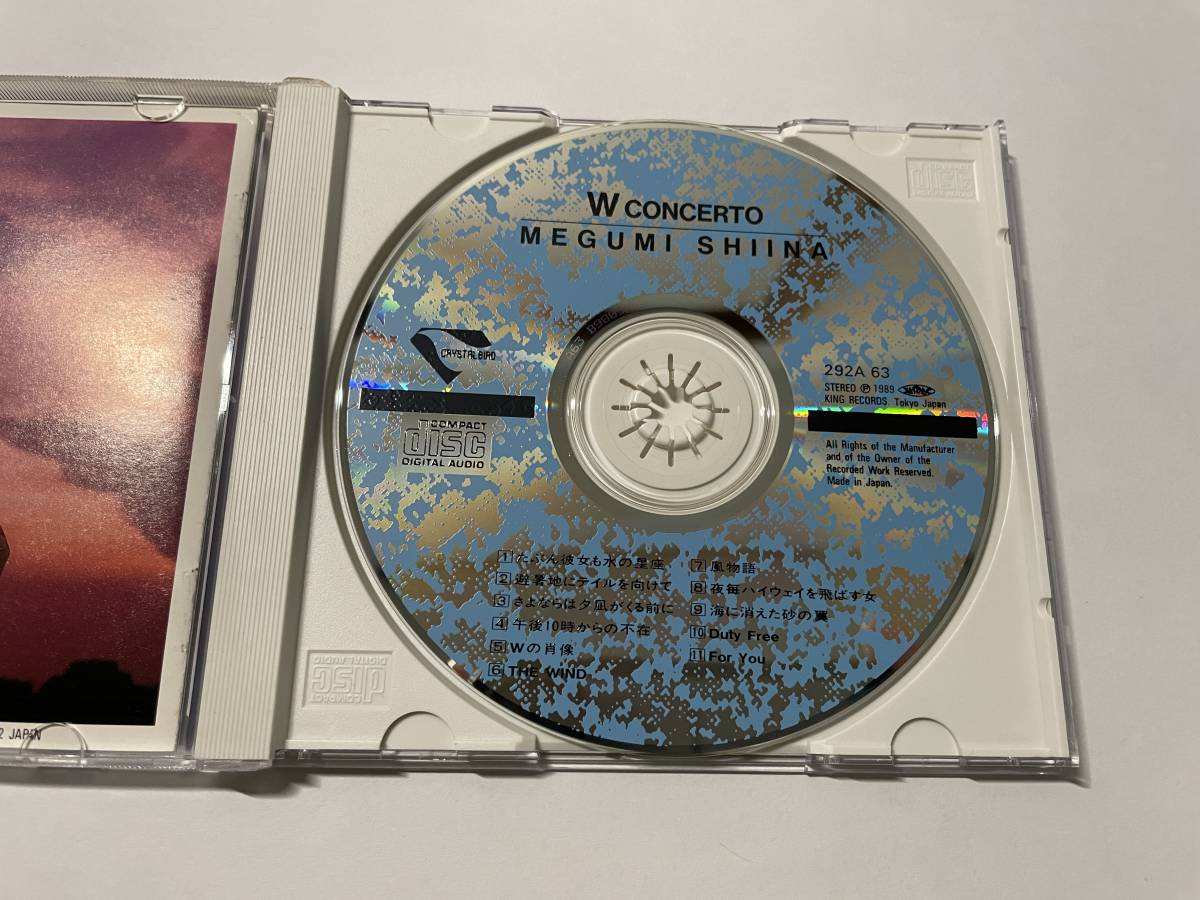 W CONCERTO
MEGUMI SHIINA
CRYSTALBIRD
COMPACT
disc
DIGITAL AUDIO
292A 63
STEREO Ⓟ 1989
KING RECORDS. Tokyo Japan
All Rights of the Manufacturer
and of the Owner of the
Recorded Work Reserved.
Made in Japan.
1 たぶん彼女も水の星座
2 避暑地にテイルを向けて
3 さよならは夕凪がくる前に
4 午後10時からの不在
5 Wの肖像
6 THE WIND
7 風物語
8 夜毎ハイウェイを飛ばす女
9 海に消えた砂の翼
10 Duty Free
11 For You
2 JAPAN
COMPACT
disc
DIGITAL AUDIO